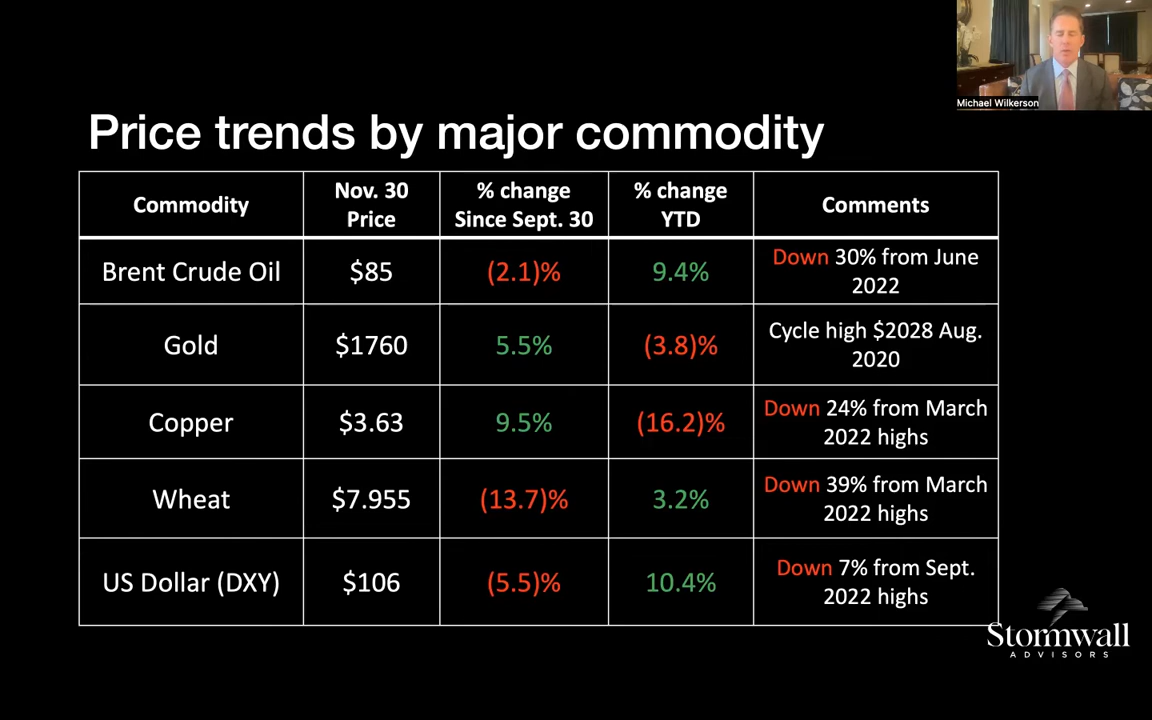 Michael Wilkerson
Price trends by major commodity
Commodity
Nov. 30
Price
% change
Since Sept. 30
% change
YTD
Comments
Brent Crude Oil
$85
(2.1)%
9.4%
Down 30% from June
2022
Gold
$1760
5.5%
(3.8)%
Cycle high $2028 Aug.
2020
Copper
$3.63
9.5%
(16.2)%
Down 24% from March
2022 highs
Wheat
$7.955
(13.7)%
3.2%
Down 39% from March
2022 highs
US Dollar (DXY)
$106
(5.5)%
10.4%
Down 7% from Sept.
2022 highs
Stormwall
ADVISORS